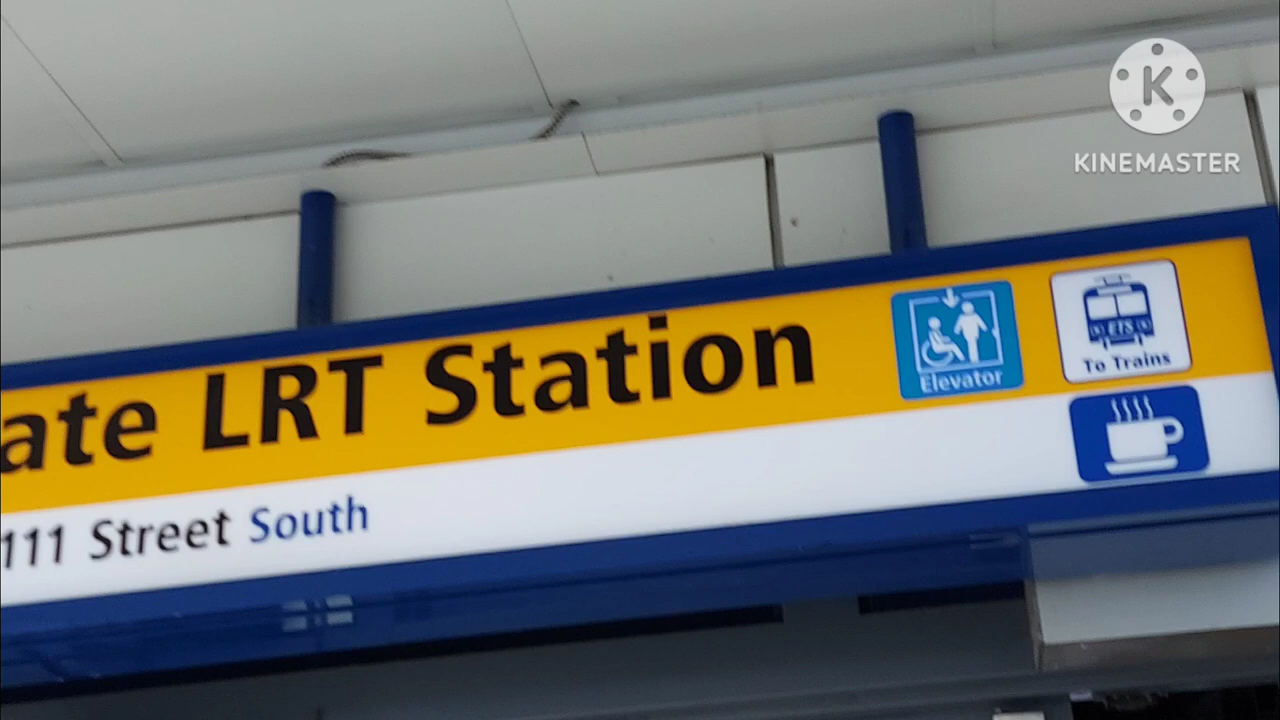 KINEMASTER
ate LRT Station
Elevator
ETS
To Trains
111 Street South